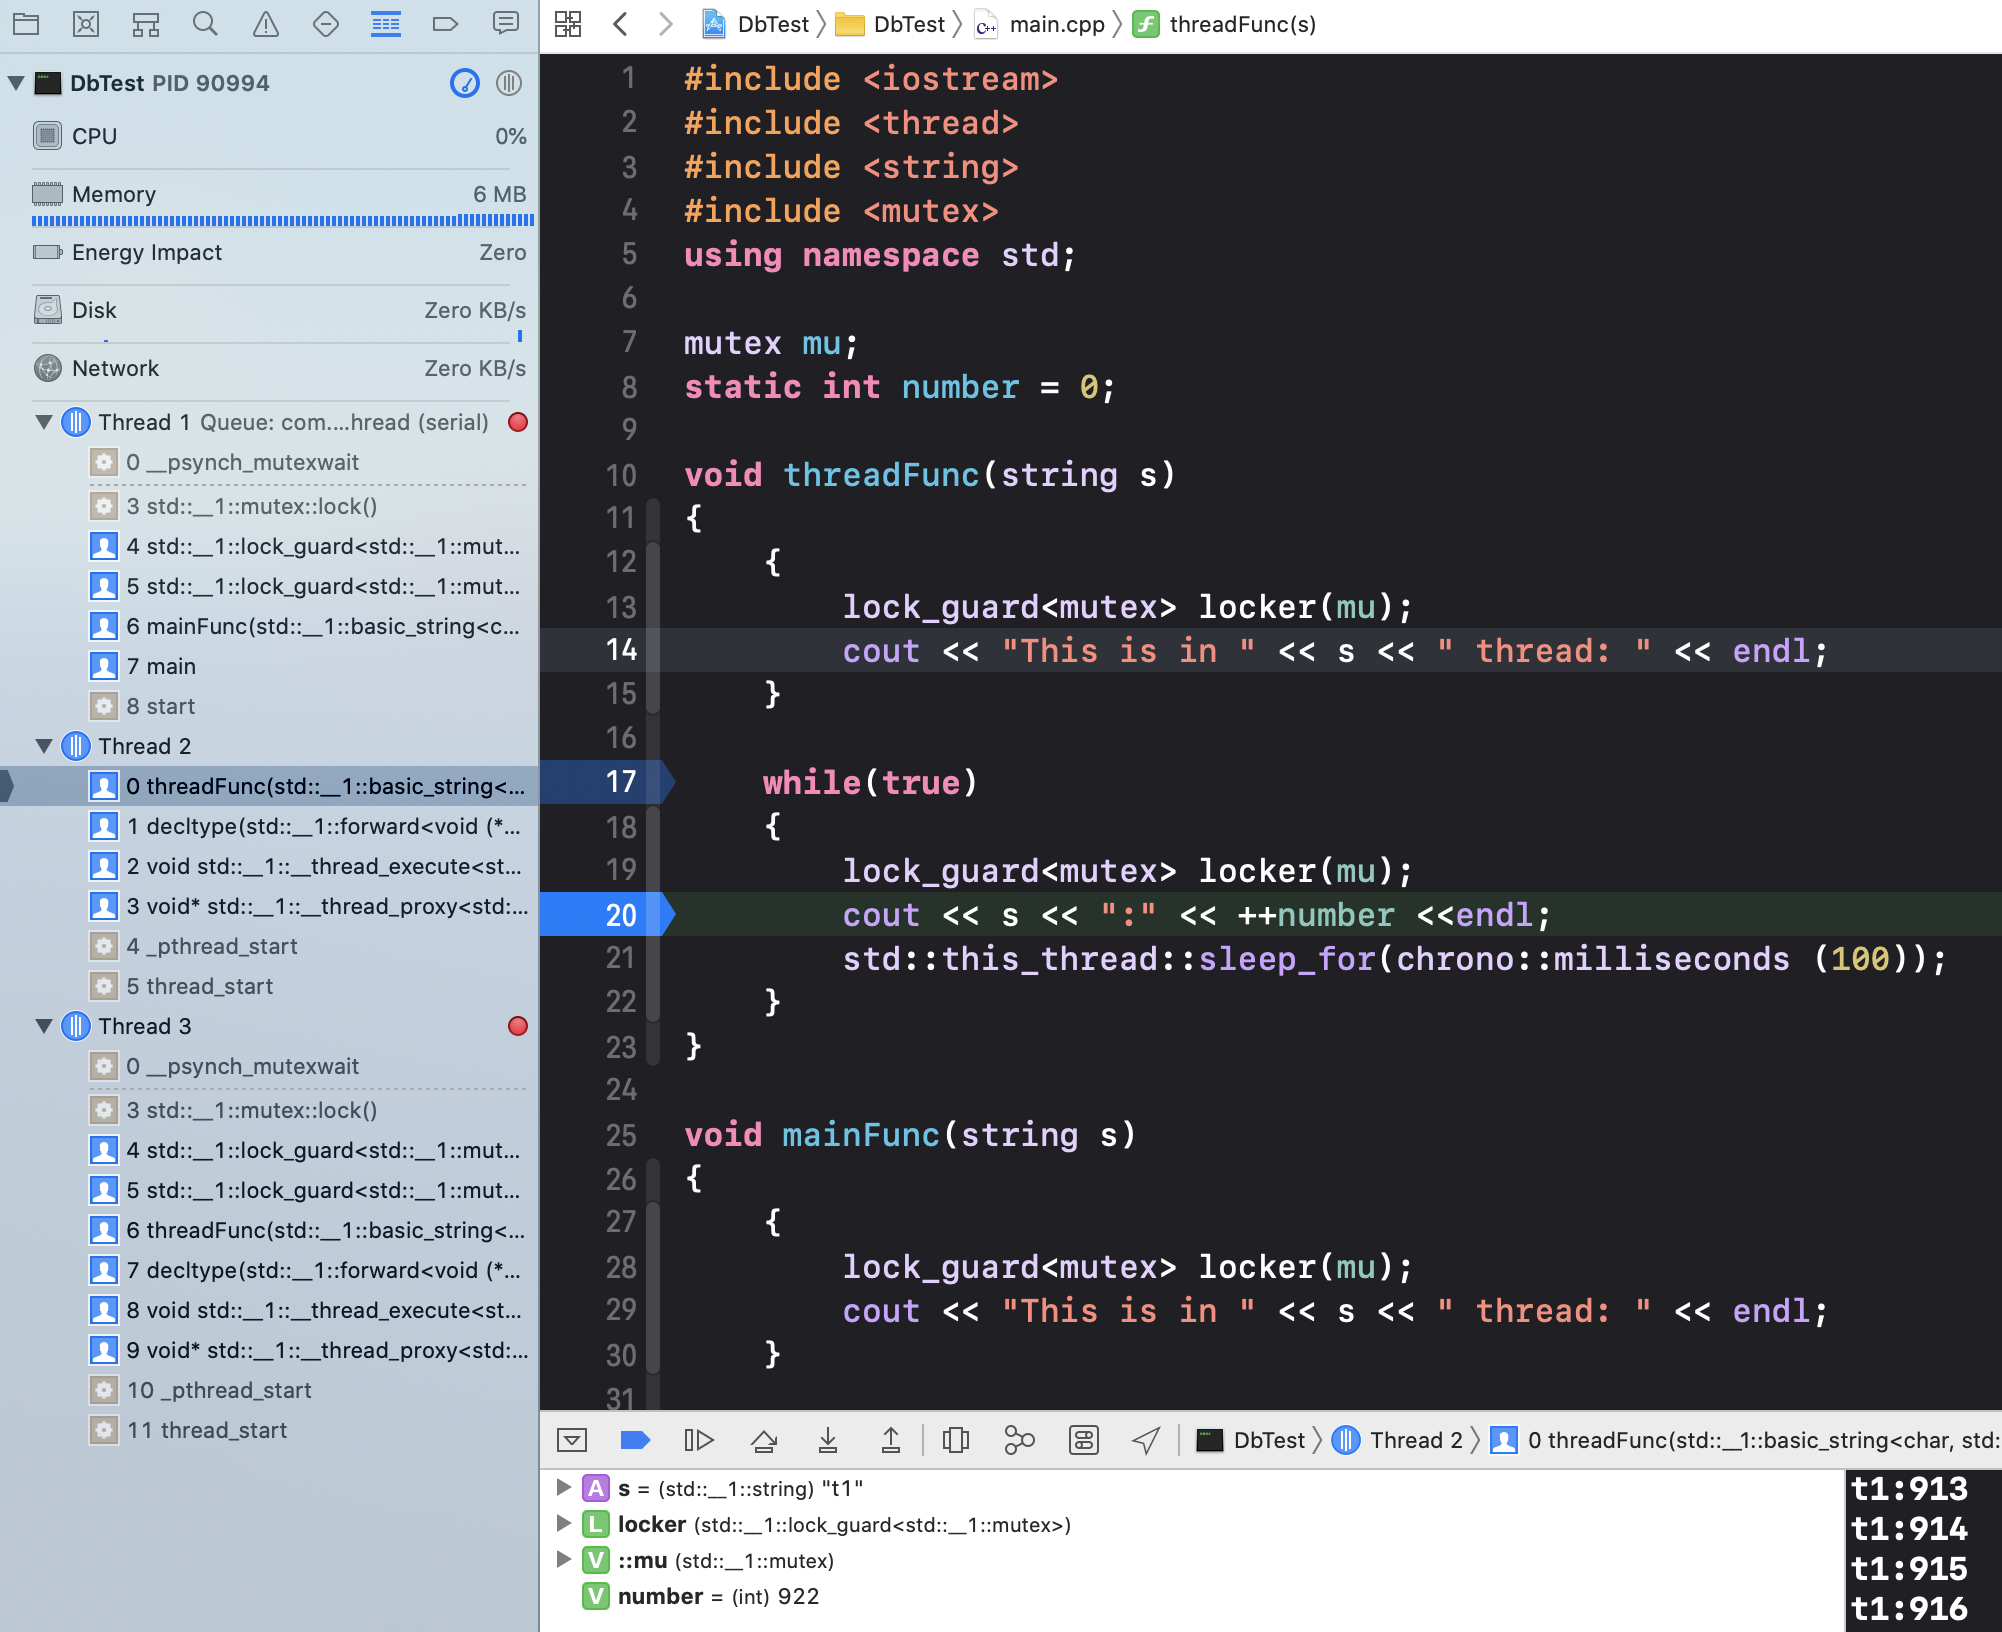 DbTest PID 90994
CPU 0%
Memory 6 MB
Energy Impact Zero
Disk Zero KB/s
Network Zero KB/s
Thread 1 Queue: com....hread (serial)
0 __psynch_mutexwait
3 std::__1::mutex::lock()
4 std::__1::lock_guard<std::__1::mut...
5 std::__1::lock_guard<std::__1::mut...
6 mainFunc(std::__1::basic_string<c...
7 main
8 start
Thread 2
0 threadFunc(std::__1::basic_string<...
1 decltype(std::__1::forward<void (*...
2 void std::__1::__thread_execute<st...
3 void* std::__1::__thread_proxy<std:...
4 _pthread_start
5 thread_start
Thread 3
0 __psynch_mutexwait
3 std::__1::mutex::lock()
4 std::__1::lock_guard<std::__1::mut...
5 std::__1::lock_guard<std::__1::mut...
6 threadFunc(std::__1::basic_string<...
7 decltype(std::__1::forward<void (*...
8 void std::__1::__thread_execute<st...
9 void* std::__1::__thread_proxy<std:...
10 _pthread_start
11 thread_start
DbTest DbTest C++ main.cpp f threadFunc(s)
1 #include <iostream>
2 #include <thread>
3 #include <string>
4 #include <mutex>
5 using namespace std;
6
7 mutex mu;
8 static int number = 0;
9
10 void threadFunc(string s)
11 {
12     {
13         lock_guard<mutex> locker(mu);
14         cout << "This is in " << s << " thread: " << endl;
15     }
16
17     while(true)
18     {
19         lock_guard<mutex> locker(mu);
20         cout << s << ":" << ++number <<endl;
21         std::this_thread::sleep_for(chrono::milliseconds (100));
22     }
23 }
24
25 void mainFunc(string s)
26 {
27     {
28         lock_guard<mutex> locker(mu);
29         cout << "This is in " << s << " thread: " << endl;
30     }
31
DbTest Thread 2 0 threadFunc(std::__1::basic_string<char, std:
A s = (std::__1::string) "t1"
L locker (std::__1::lock_guard<std::__1::mutex>)
V ::mu (std::__1::mutex)
V number = (int) 922
t1:913
t1:914
t1:915
t1:916